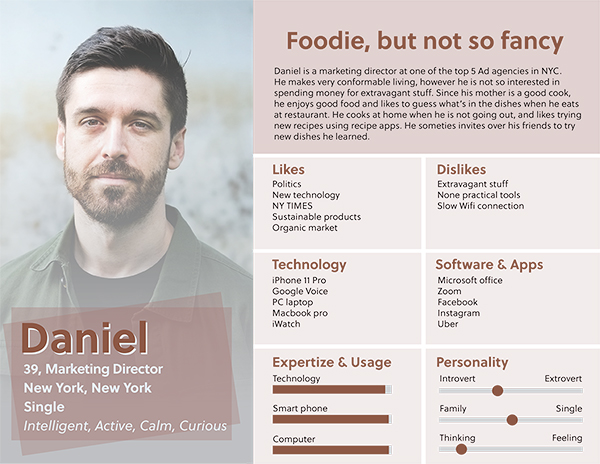 Foodie, but not so fancy
Daniel is a marketing director at one of the top 5 Ad agencies in NYC.
He makes very conformable living, however he is not so interested in
spending money for extravagant stuff. Since his mother is a good cook,
he enjoys good food and likes to guess what's in the dishes when he eats
at restaurant. He cooks at home when he is not going out, and likes trying
new recipes using recipe apps. He someties invites over his friends to try
new dishes he learned.
Likes
Politics
New technology
NY TIMES
Sustainable products
Organic market
Dislikes
Extravagant stuff
None practical tools
Slow Wifi connection
Technology
iPhone 11 Pro
Google Voice
PC laptop
Macbook pro
iWatch
Software & Apps
Microsoft office
Zoom
Facebook
Instagram
Uber
Daniel
39, Marketing Director
New York, New York
Single
Intelligent, Active, Calm, Curious
Expertize & Usage
Technology
Smart phone
Computer
Personality
Introvert Extrovert
Family Single
Thinking Feeling